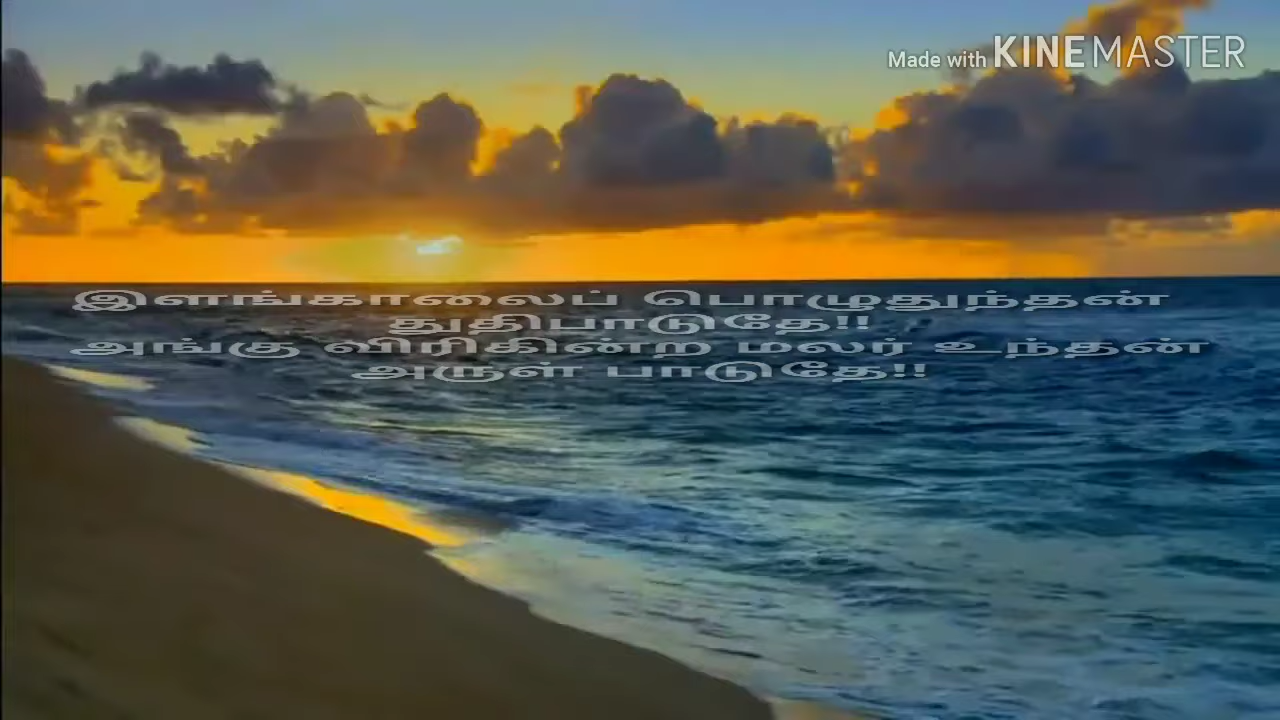 Made with KINEMASTER
இளங்காலைப் பொழுதுந்தன்
துதிபாடுதே!!
அங்கு விரிகின்ற மலர் உந்தன்
அருள் பாடுதே!!